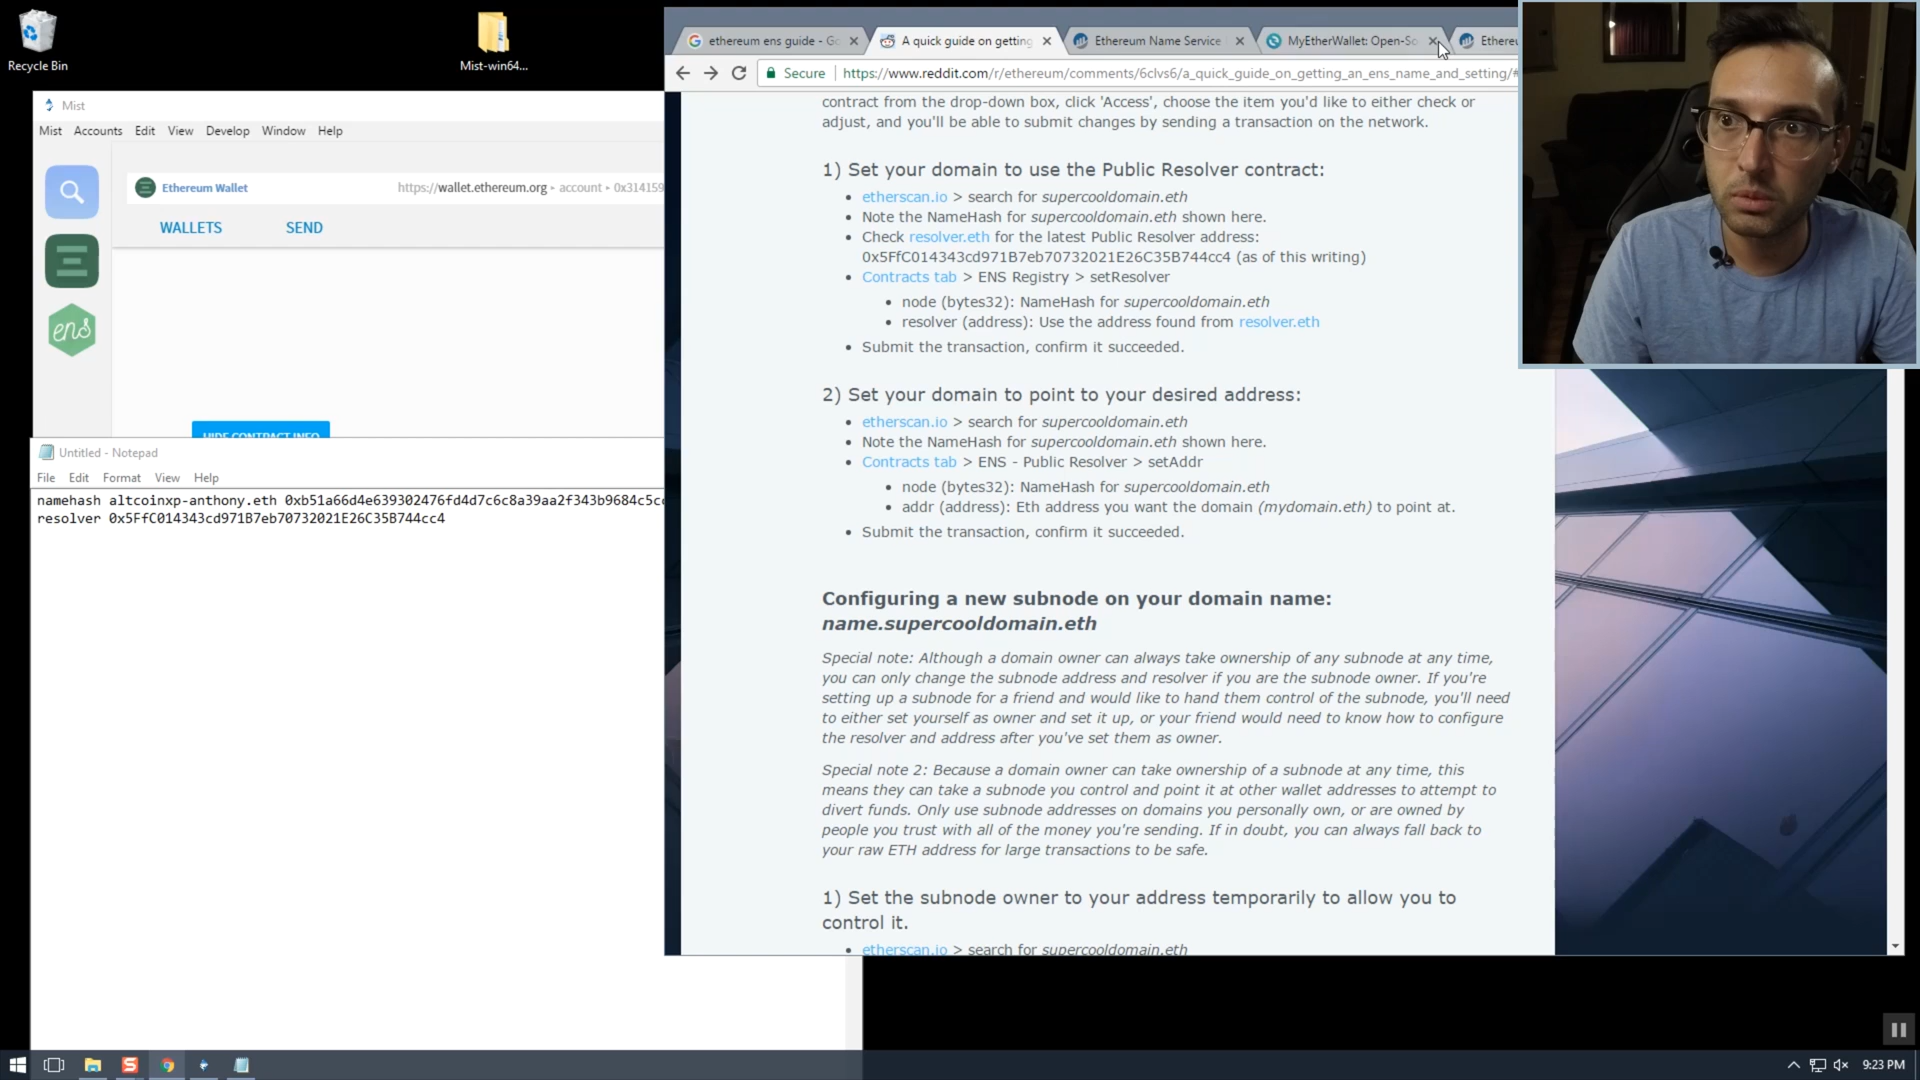 Recycle Bin
Mist-win64...
Mist
Mist Accounts Edit View Develop Window Help
Ethereum Wallet
https://wallet.ethereum.org ▸ account ▸ 0x314159
WALLETS SEND
ens
HIDE CONTRACT INFO
Untitled - Notepad
File Edit Format View Help
namehash altcoinxp-anthony.eth 0xb51a66d4e639302476fd4d7c6c8a39aa2f343b9684c5c
resolver 0x5FfC014343cd971B7eb70732021E26C35B744cc4
ethereum ens guide - Go
A quick guide on getting
Ethereum Name Service
MyEtherWallet: Open-So
Ethereu
Secure https://www.reddit.com/r/ethereum/comments/6clvs6/a_quick_guide_on_getting_an_ens_name_and_setting/#
contract from the drop-down box, click 'Access', choose the item you'd like to either check or
adjust, and you'll be able to submit changes by sending a transaction on the network.
1) Set your domain to use the Public Resolver contract:
• etherscan.io > search for supercooldomain.eth
• Note the NameHash for supercooldomain.eth shown here.
• Check resolver.eth for the latest Public Resolver address:
0x5FfC014343cd971B7eb70732021E26C35B744cc4 (as of this writing)
• Contracts tab > ENS Registry > setResolver
• node (bytes32): NameHash for supercooldomain.eth
• resolver (address): Use the address found from resolver.eth
• Submit the transaction, confirm it succeeded.
2) Set your domain to point to your desired address:
• etherscan.io > search for supercooldomain.eth
• Note the NameHash for supercooldomain.eth shown here.
• Contracts tab > ENS - Public Resolver > setAddr
• node (bytes32): NameHash for supercooldomain.eth
• addr (address): Eth address you want the domain (mydomain.eth) to point at.
• Submit the transaction, confirm it succeeded.
Configuring a new subnode on your domain name:
name.supercooldomain.eth
Special note: Although a domain owner can always take ownership of any subnode at any time,
you can only change the subnode address and resolver if you are the subnode owner. If you're
setting up a subnode for a friend and would like to hand them control of the subnode, you'll need
to either set yourself as owner and set it up, or your friend would need to know how to configure
the resolver and address after you've set them as owner.
Special note 2: Because a domain owner can take ownership of a subnode at any time, this
means they can take a subnode you control and point it at other wallet addresses to attempt to
divert funds. Only use subnode addresses on domains you personally own, or are owned by
people you trust with all of the money you're sending. If in doubt, you can always fall back to
your raw ETH address for large transactions to be safe.
1) Set the subnode owner to your address temporarily to allow you to
control it.
• etherscan.io > search for supercooldomain.eth
9:23 PM